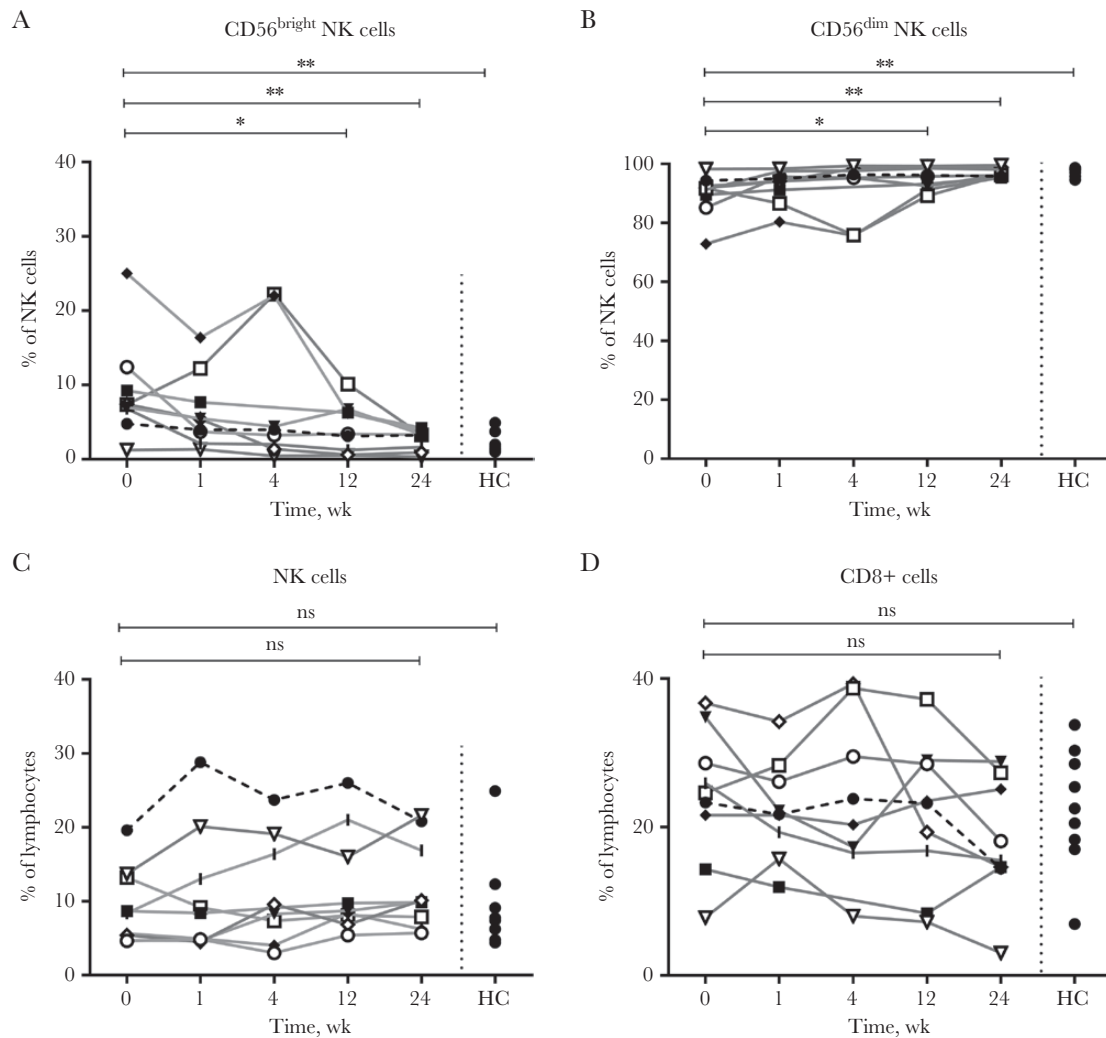 A
CD56bright NK cells
**
**
*
40
30
20
10
0
% of NK cells
0 1 4 12 24 HC
Time, wk
B
CD56dim NK cells
**
**
*
100
80
60
40
20
0
% of NK cells
0 1 4 12 24 HC
Time, wk
C
NK cells
ns
ns
40
30
20
10
0
% of lymphocytes
0 1 4 12 24 HC
Time, wk
D
CD8+ cells
ns
ns
40
20
0
% of lymphocytes
0 1 4 12 24 HC
Time, wk